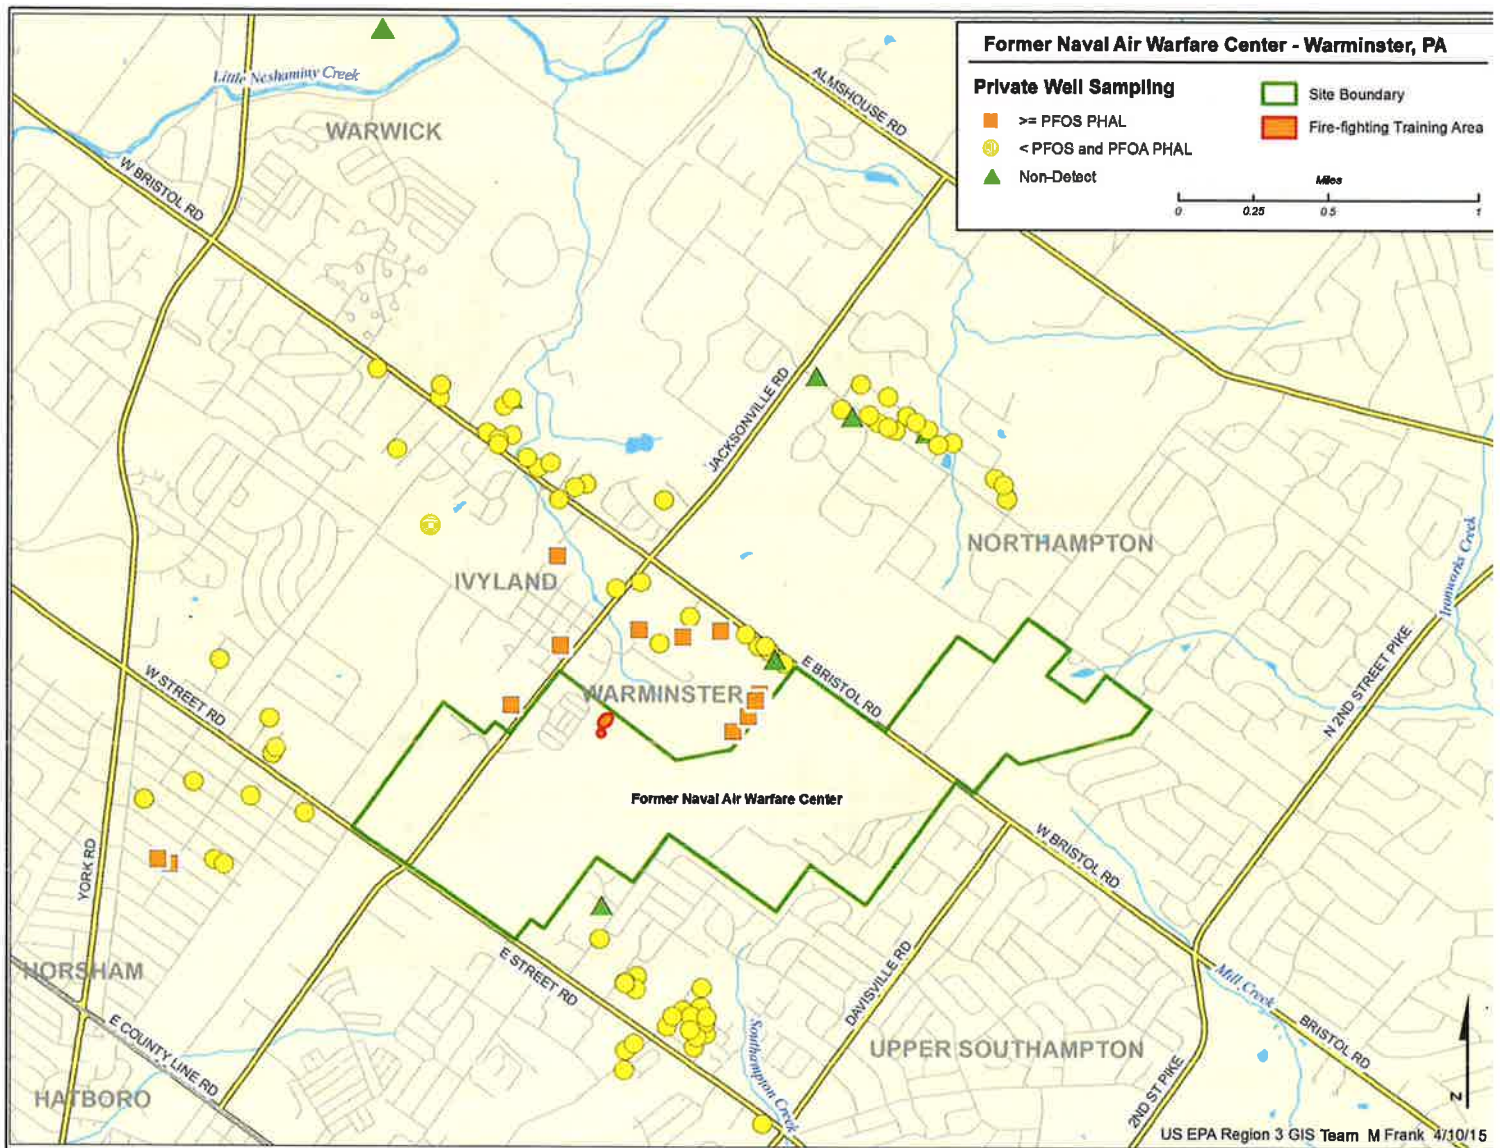 Former Naval Air Warfare Center - Warminster, PA
Private Well Sampling
>= PFOS PHAL
< PFOS and PFOA PHAL
Non-Detect
Site Boundary
Fire-fighting Training Area
Miles
0 0.25 0.5 1
Little Neshaminy Creek
WARWICK
ALMSHOUSE RD
W BRISTOL RD
JACKSONVILLE RD
NORTHAMPTON
Ironworks Creek
IVYLAND
W STREET RD
WARMINSTER
E BRISTOL RD
N 2ND STREET PIKE
Former Naval Air Warfare Center
YORK RD
W BRISTOL RD
HORSHAM
E STREET RD
DAVISVILLE RD
Mill Creek
E COUNTY LINE RD
Southampton Creek
UPPER SOUTHAMPTON
BRISTOL RD
HATBORO
2ND ST PIKE
N
US EPA Region 3 GIS Team M Frank 4/10/15